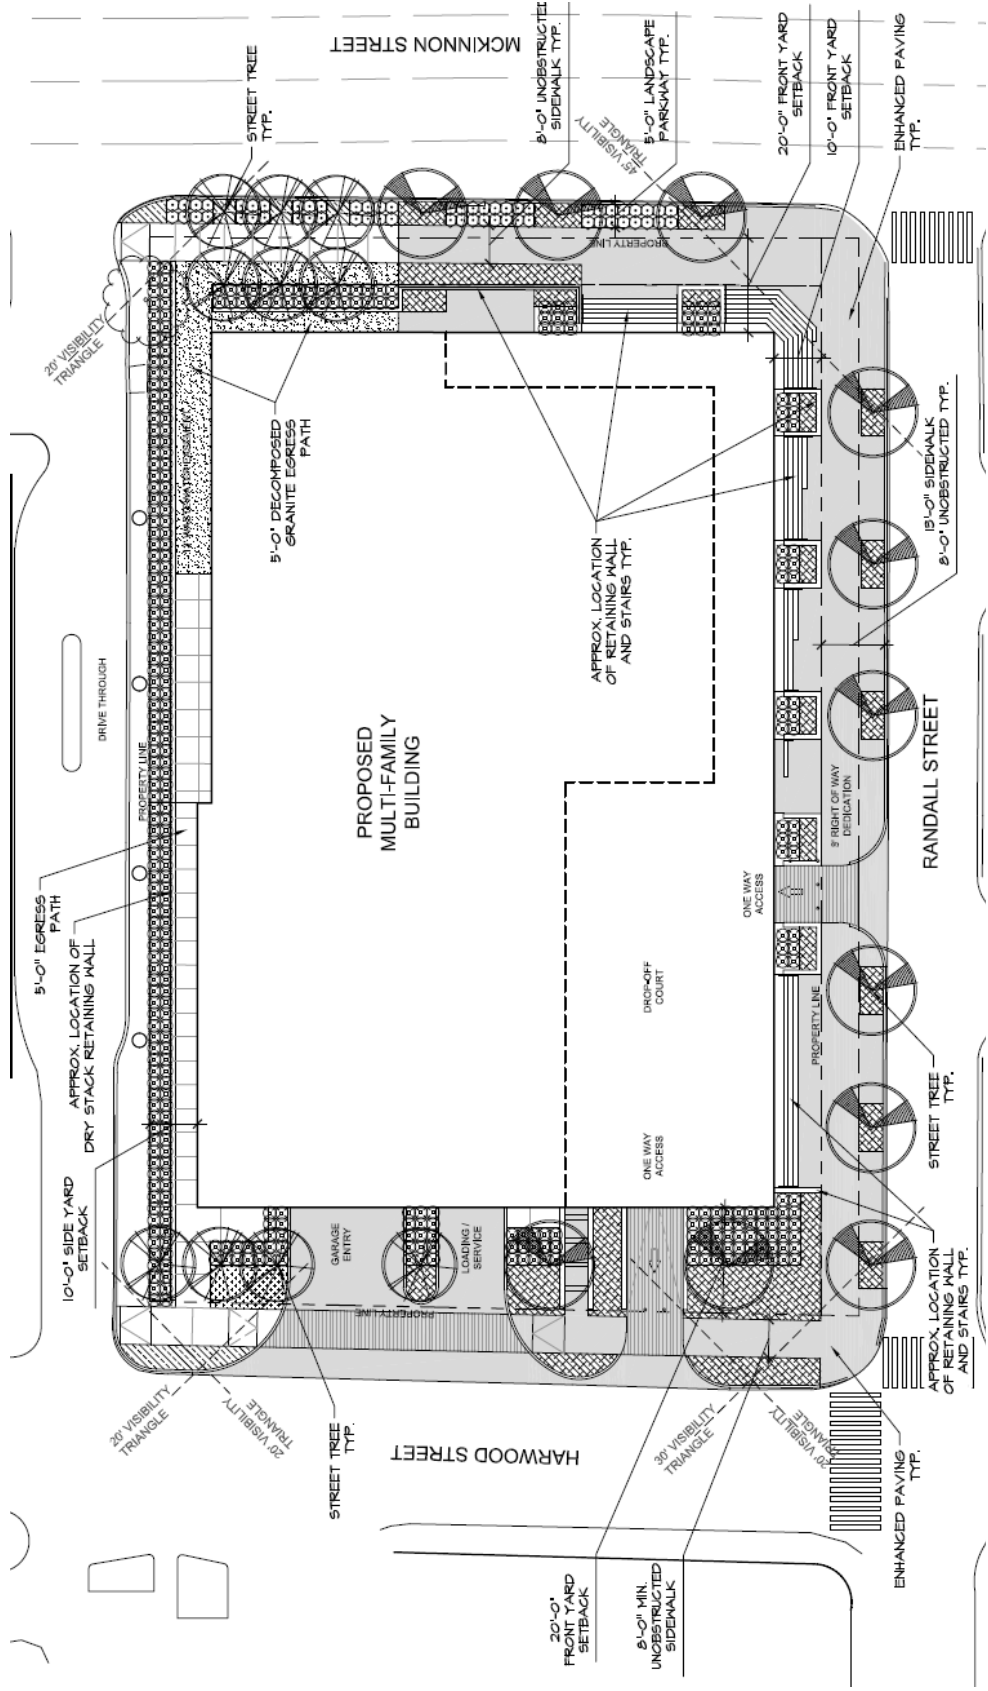 MCKINNON STREET
STREET TREE
TYP.
8'-0" UNOBSTRUCTED
SIDEWALK TYP.
5'-0" LANDSCAPE
PARKWAY TYP.
45' VISIBILITY
TRIANGLE
20'-0" FRONT YARD
SETBACK
10'-0" FRONT YARD
SETBACK
ENHANCED PAVING
TYP.
PROPERTY LINE
20' VISIBILITY
TRIANGLE
5'-0" DECOMPOSED
GRANITE EGRESS
PATH
APPROX. LOCATION
OF RETAINING WALL
AND STAIRS TYP.
13'-0" SIDEWALK
8'-0" UNOBSTRUCTED TYP.
DRIVE THROUGH
PROPERTY LINE
PROPOSED
MULTI-FAMILY
BUILDING
9' RIGHT OF WAY
DEDICATION
RANDALL STREET
5'-0" EGRESS
PATH
APPROX. LOCATION OF
DRY STACK RETAINING WALL
ONE WAY
ACCESS
DROP-OFF
COURT
PROPERTY LINE
ONE WAY
ACCESS
STREET TREE
TYP.
10'-0" SIDE YARD
SETBACK
GARAGE
ENTRY
LOADING /
SERVICE
PROPERTY LINE
APPROX. LOCATION
OF RETAINING WALL
AND STAIRS TYP.
20' VISIBILITY
TRIANGLE
20' VISIBILITY
TRIANGLE
STREET TREE
TYP.
HARWOOD STREET
30' VISIBILITY
TRIANGLE
20' VISIBILITY
TRIANGLE
ENHANCED PAVING
TYP.
20'-0"
FRONT YARD
SETBACK
8'-0" MIN.
UNOBSTRUCTED
SIDEWALK